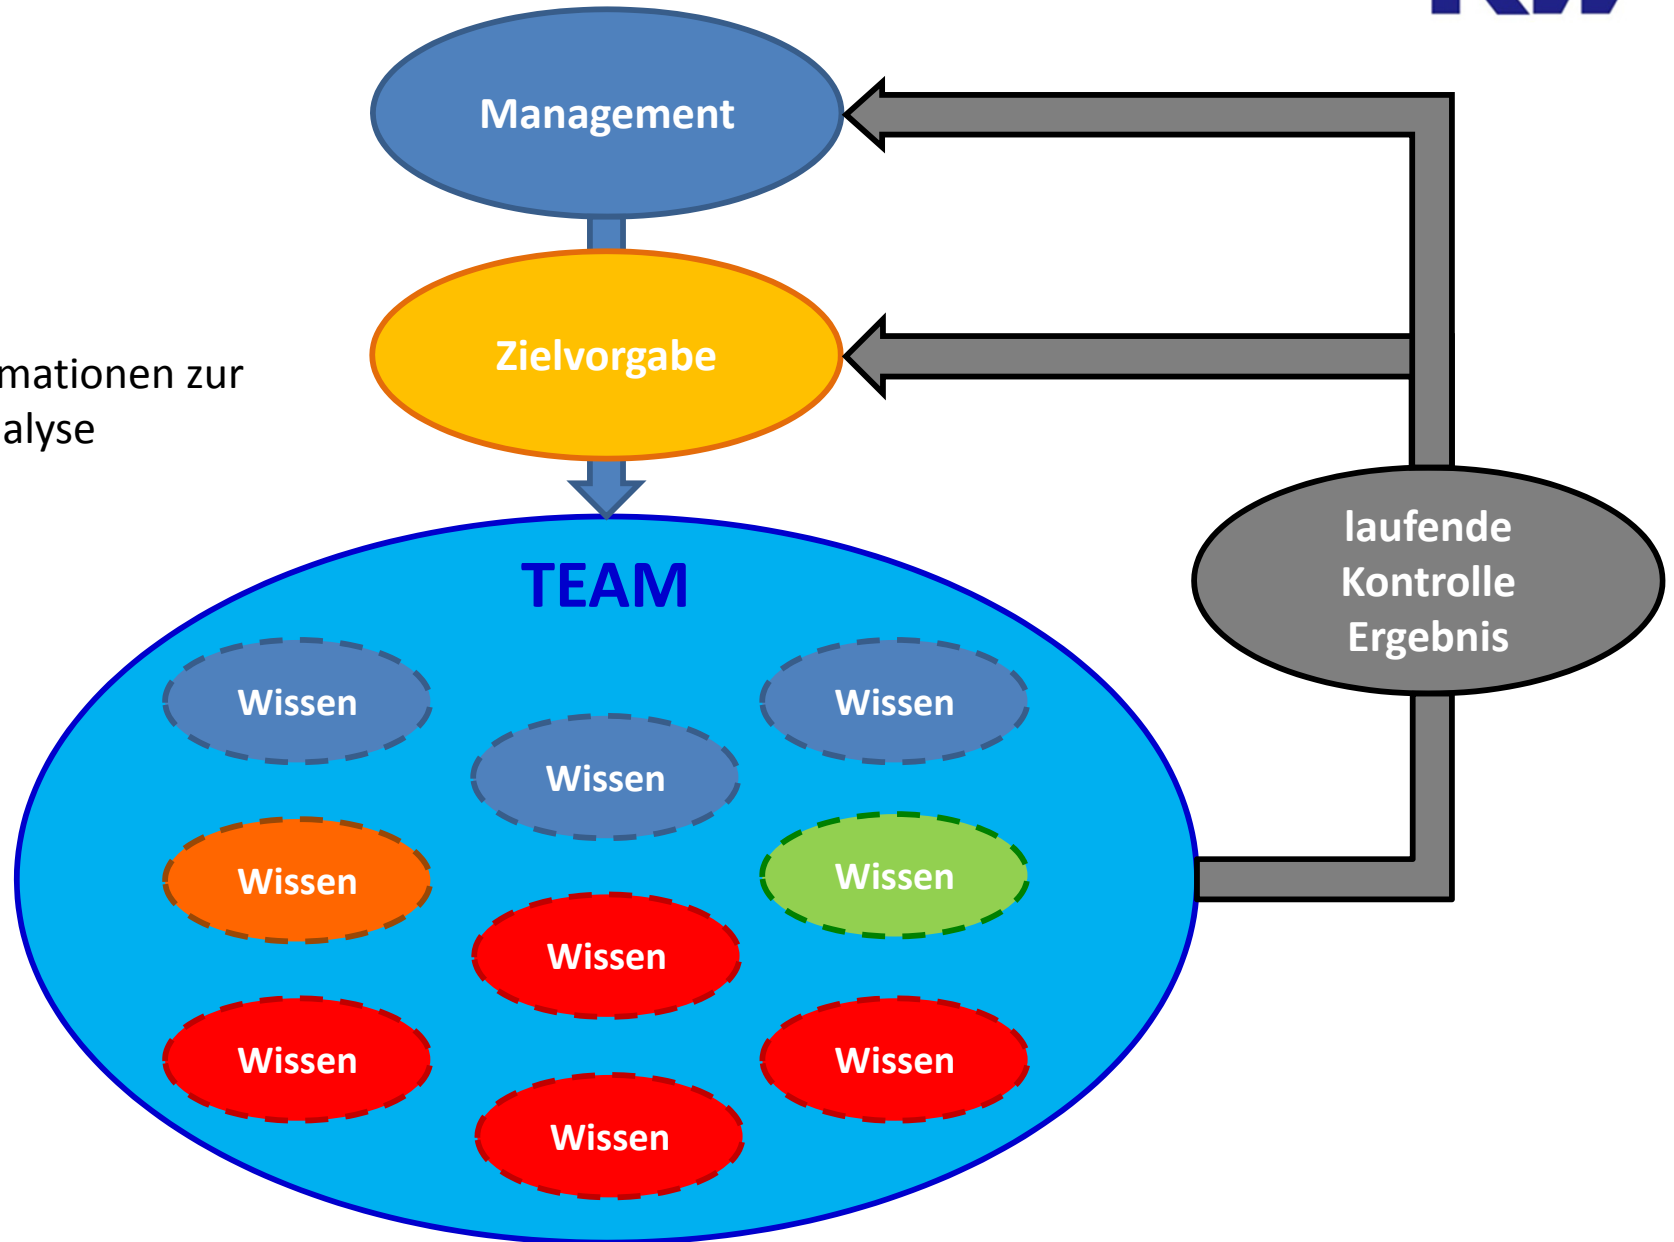 Management
Zielvorgabe
mationen zur
alyse
laufende
Kontrolle
Ergebnis
TEAM
Wissen
Wissen
Wissen
Wissen
Wissen
Wissen
Wissen
Wissen
Wissen